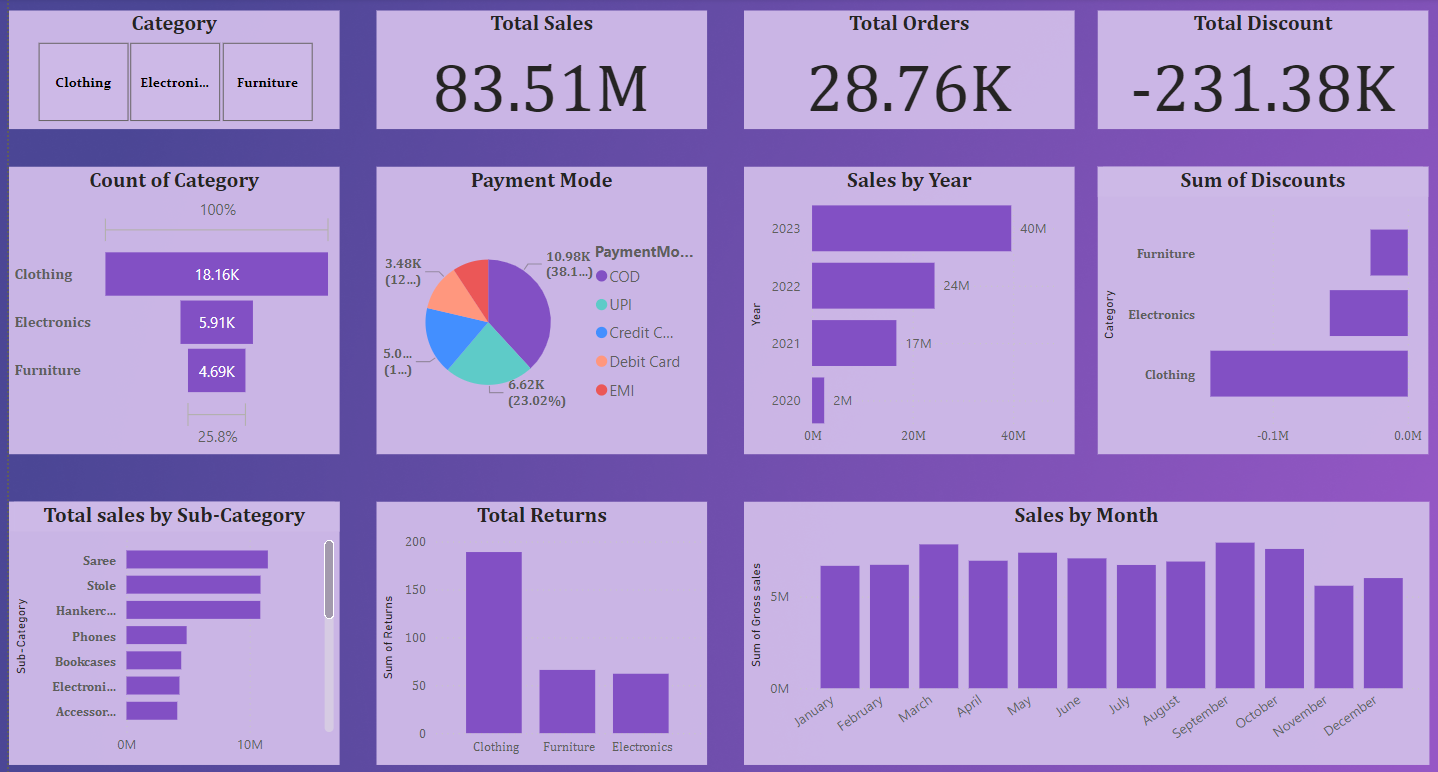 Category
Clothing
Electroni...
Furniture
Total Sales
83.51M
Total Orders
28.76K
Total Discount
-231.38K
Count of Category
100%
Clothing
18.16K
Electronics
5.91K
Furniture
4.69K
25.8%
Payment Mode
3.48K
(12...)
10.98K
(38.1...)
5.0...
(1...)
6.62K
(23.02%)
PaymentMo...
COD
UPI
Credit C...
Debit Card
EMI
Sales by Year
Year
2023
40M
2022
24M
2021
17M
2020
2M
0M
20M
40M
Sum of Discounts
Category
Furniture
Electronics
Clothing
-0.1M
0.0M
Total sales by Sub-Category
Sub-Category
Saree
Stole
Hankerc...
Phones
Bookcases
Electroni...
Accessor...
0M
10M
Total Returns
Sum of Returns
200
150
100
50
0
Clothing
Furniture
Electronics
Sales by Month
Sum of Gross sales
5M
0M
January
February
March
April
May
June
July
August
September
October
November
December